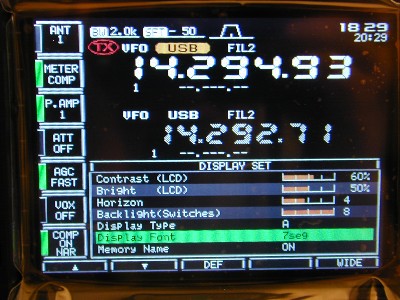 ANT
1
BW 2.0k SFT - 50
18 29
20:29
TX VFO USB FIL2
14.294.93
1 --.---.--
METER
COMP
P.AMP
1
VFO USB FIL2
14.292.71
1 --.---.--
ATT
OFF
AGC
FAST
VOX
OFF
COMP
ON
NAR
DISPLAY SET
Contrast (LCD) 60%
Bright (LCD) 50%
Horizon 4
Backlight(Switches) 8
Display Type A
Display Font 7seg
Memory Name ON
▲ ▼ DEF WIDE